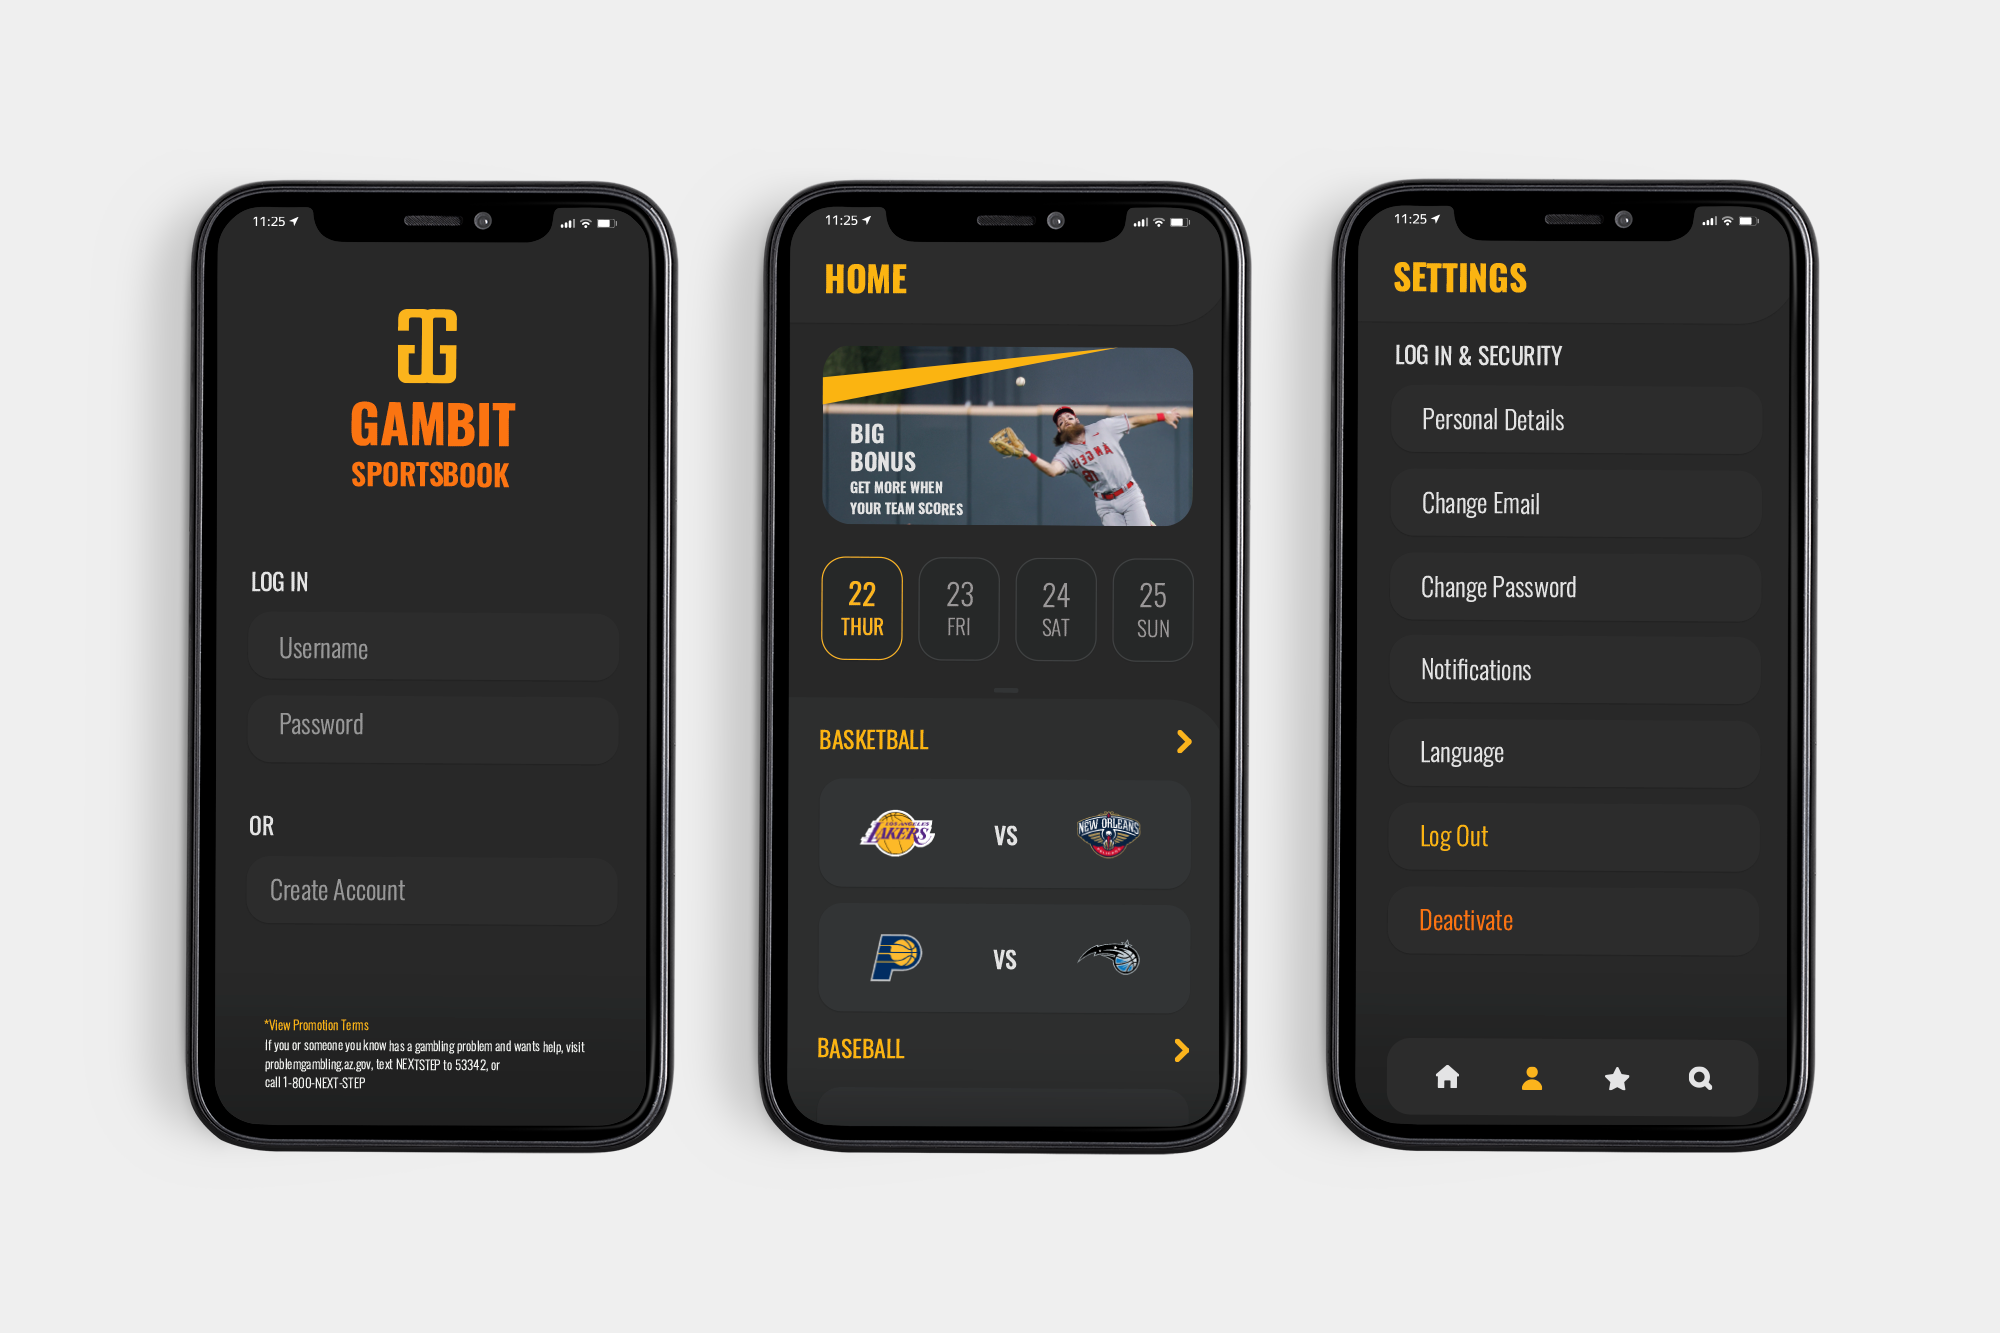 11:25
GAMBIT
SPORTSBOOK
LOG IN
Username
Password
OR
Create Account
*View Promotion Terms
If you or someone you know has a gambling problem and wants help, visit
problemgambling.az.gov, text NEXTSTEP to 53342, or
call 1-800-NEXT-STEP
11:25
HOME
BIG
BONUS
GET MORE WHEN
YOUR TEAM SCORES
22
THUR
23
FRI
24
SAT
25
SUN
BASKETBALL
LOS ANGELES
LAKERS
VS
NEW ORLEANS
PELICANS
VS
BASEBALL
11:25
SETTINGS
LOG IN & SECURITY
Personal Details
Change Email
Change Password
Notifications
Language
Log Out
Deactivate